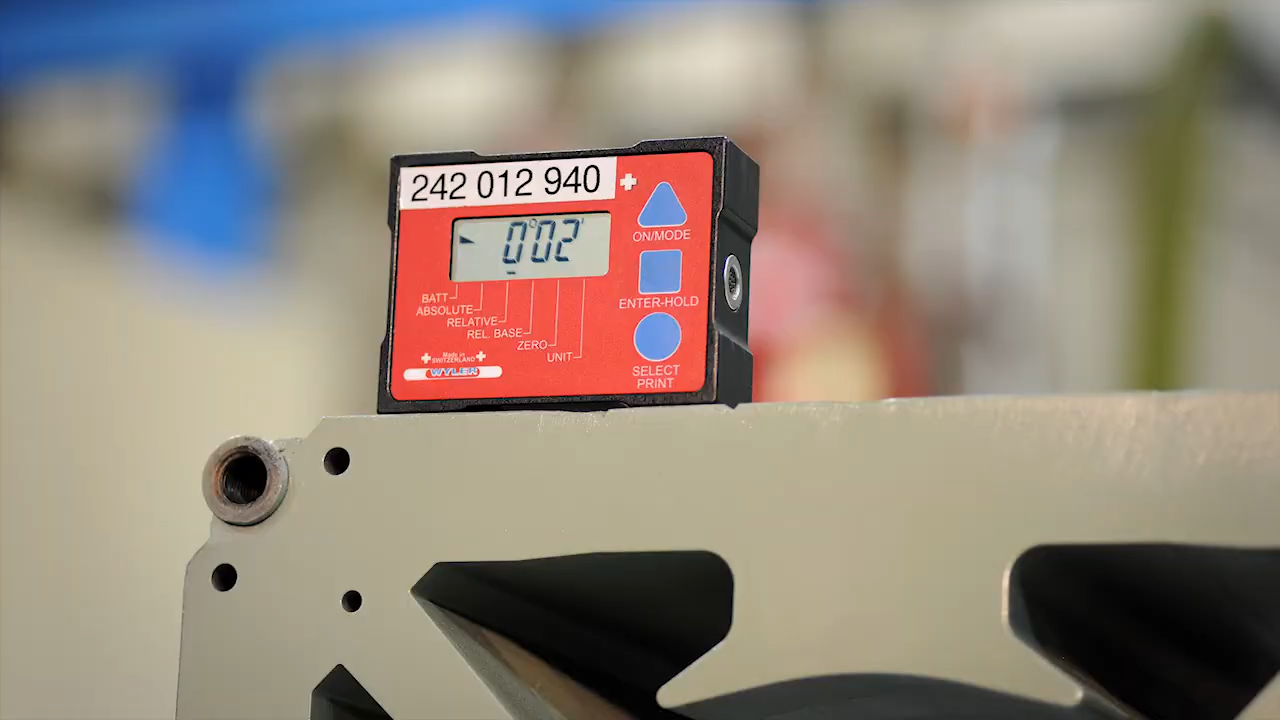 242 012 940
0°02'
ON/MODE
ENTER-HOLD
SELECT
PRINT
BATT
ABSOLUTE
RELATIVE
REL. BASE
ZERO
UNIT
Made in
SWITZERLAND
WYLER